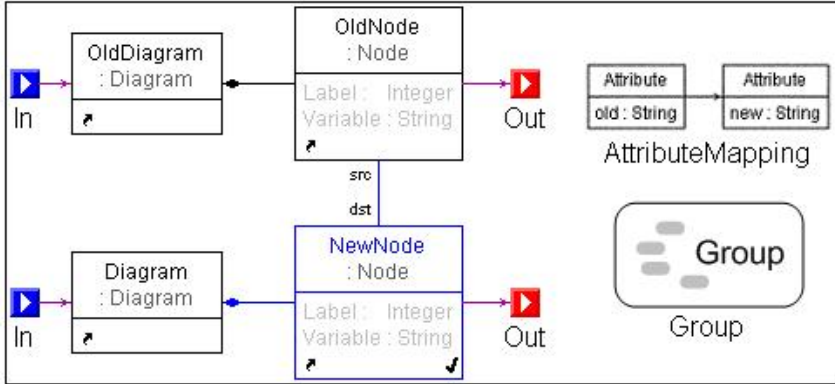 OldDiagram
: Diagram
In
OldNode
: Node
Label : Integer
Variable : String
Out
Attribute
old : String
Attribute
new : String
AttributeMapping
src
dst
Diagram
: Diagram
In
NewNode
: Node
Label : Integer
Variable : String
Out
Group
Group